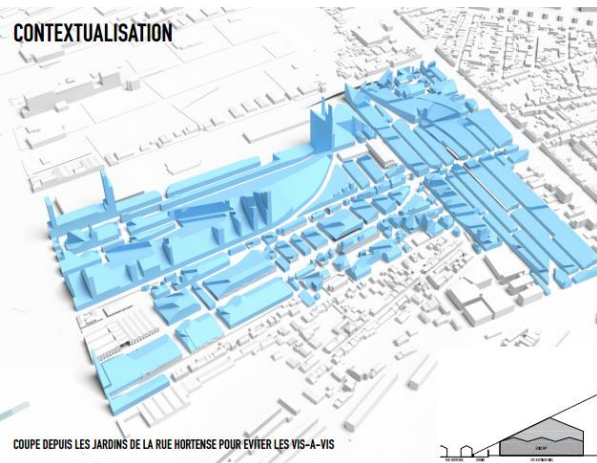 CONTEXTUALISATION
COUPE DEPUIS LES JARDINS DE LA RUE HORTENSE POUR EVITER LES VIS-A-VIS